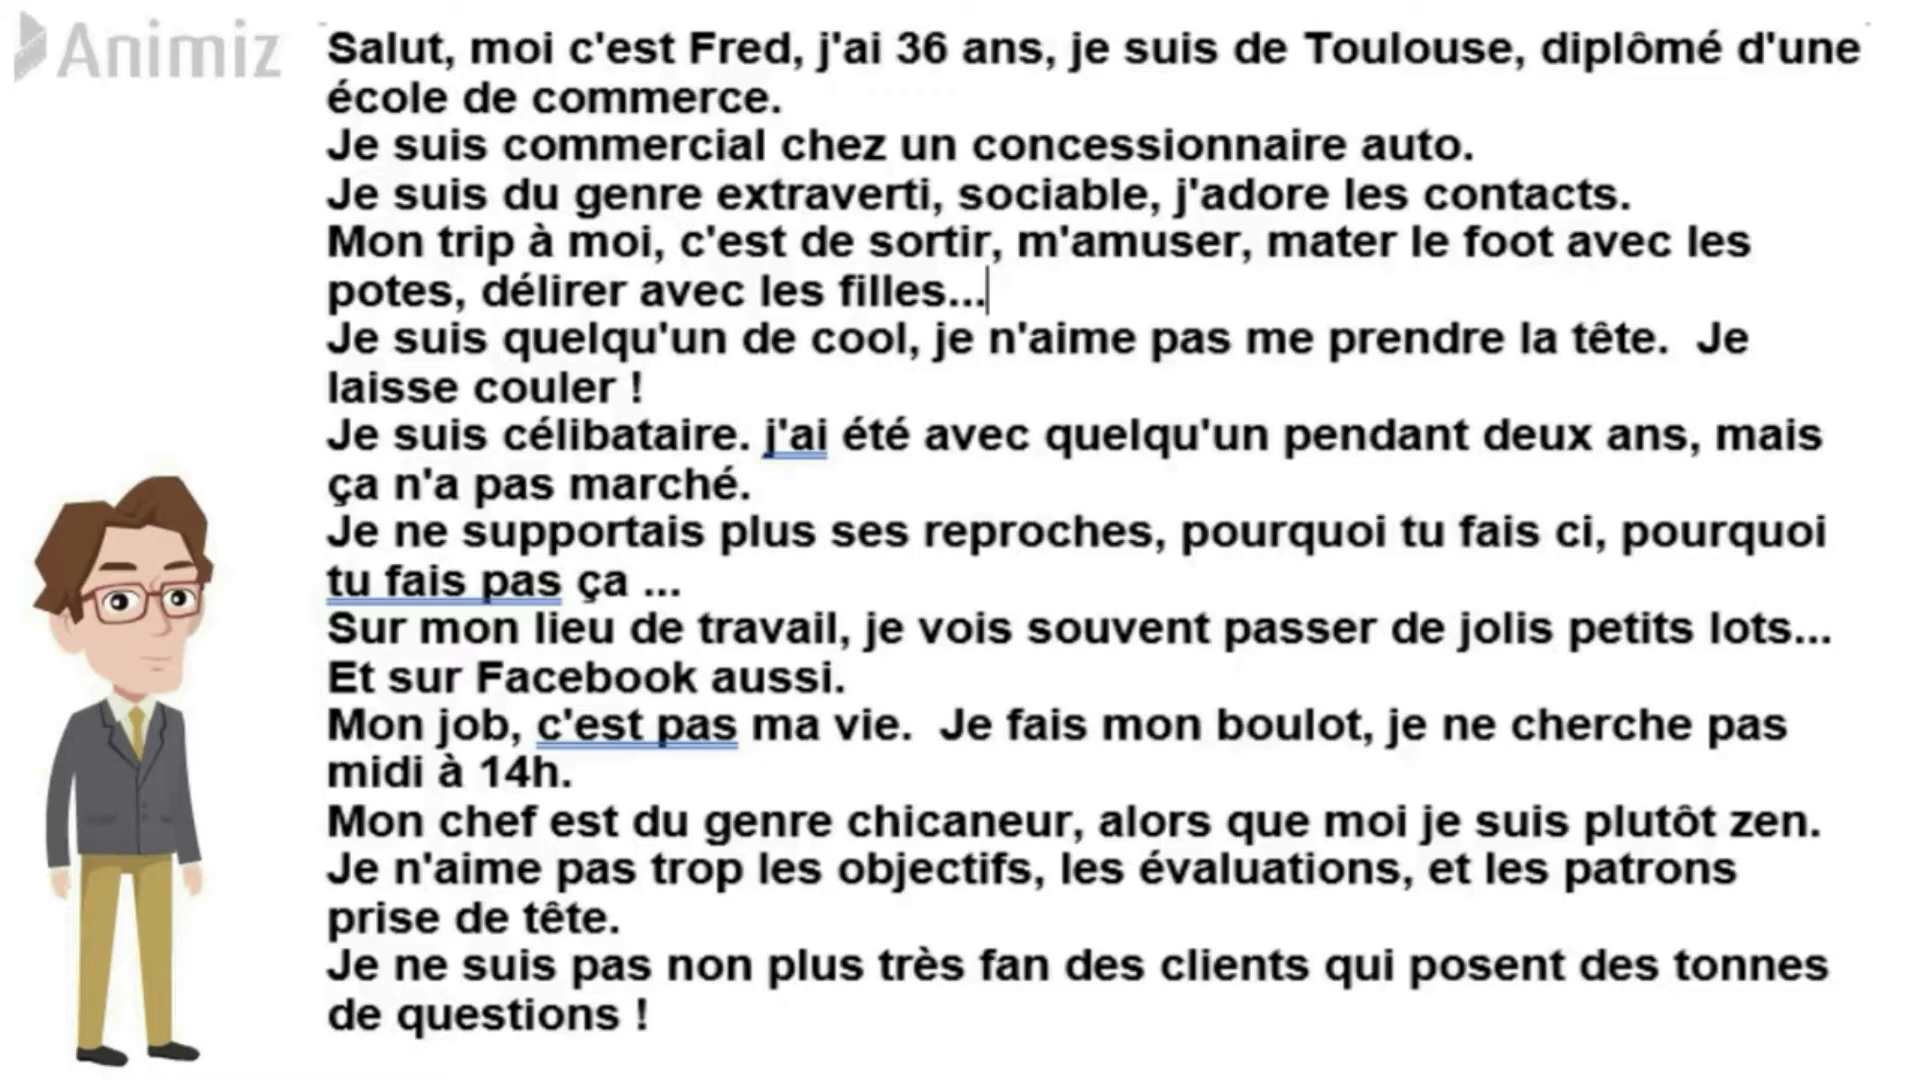 Animiz
Salut, moi c'est Fred, j'ai 36 ans, je suis de Toulouse, diplômé d'une
école de commerce.
Je suis commercial chez un concessionnaire auto.
Je suis du genre extraverti, sociable, j'adore les contacts.
Mon trip à moi, c'est de sortir, m'amuser, mater le foot avec les
potes, délirer avec les filles...
Je suis quelqu'un de cool, je n'aime pas me prendre la tête.  Je
laisse couler !
Je suis célibataire. j'ai été avec quelqu'un pendant deux ans, mais
ça n'a pas marché.
Je ne supportais plus ses reproches, pourquoi tu fais ci, pourquoi
tu fais pas ça ...
Sur mon lieu de travail, je vois souvent passer de jolis petits lots...
Et sur Facebook aussi.
Mon job, c'est pas ma vie.  Je fais mon boulot, je ne cherche pas
midi à 14h.
Mon chef est du genre chicaneur, alors que moi je suis plutôt zen.
Je n'aime pas trop les objectifs, les évaluations, et les patrons
prise de tête.
Je ne suis pas non plus très fan des clients qui posent des tonnes
de questions !